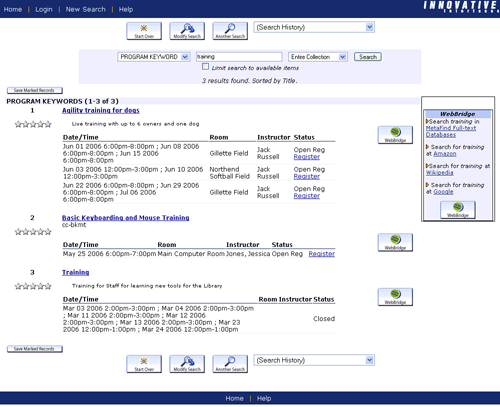 Home | Login | New Search | Help
INNOVATIVE
interfaces
Start Over Modify Search Another Search (Search History)
PROGRAM KEYWORD training Entire Collection Search
Limit search to available items
3 results found. Sorted by Title.
Save Marked Records
PROGRAM KEYWORDS (1-3 of 3)
1 Agility training for dogs
Live training with up to 6 owners and one dog
Date/Time Room Instructor Status
Jun 01 2006 6:00pm-8:00pm ; Jun 08 2006
6:00pm-8:00pm ; Jun 15 2006
6:00pm-8:00pm
Gillette Field
Jack
Russell
Open Reg
Register
Jun 03 2006 12:00pm-3:00pm ; Jun 10 2006
12:00pm-3:00pm
Northend
Softball Field
Jack
Russell
Open Reg
Register
Jun 22 2006 6:00pm-8:00pm ; Jun 29 2006
6:00pm-8:00pm ; Jul 06 2006
6:00pm-8:00pm
Gillette Field
Jack
Russell
Open Reg
Register
WebBridge
WebBridge
Search training in
MetaFind Full-text
Databases
Search for training
at Amazon
Search for training at
Wikipedia
Search for training
at Google
WebBridge
2 Basic Keyboarding and Mouse Training
cc-bkmt
Date/Time Room Instructor Status
May 25 2006 6:00pm-7:00pm Main Computer Room Jones, Jessica Open Reg Register
WebBridge
3 Training
Training for Staff for learning new tools for the Library
Date/Time Room Instructor Status
Mar 03 2006 2:00pm-3:00pm ; Mar 04 2006 2:00pm-3:00pm
; Mar 11 2006 2:00pm-3:00pm ; Mar 12 2006
2:00pm-3:00pm ; Mar 13 2006 2:00pm-3:00pm ; Mar 23
2006 12:00pm-1:00pm ; Mar 24 2006 12:00pm-1:00pm
Closed
WebBridge
Save Marked Records
Start Over Modify Search Another Search (Search History)
Home | Help